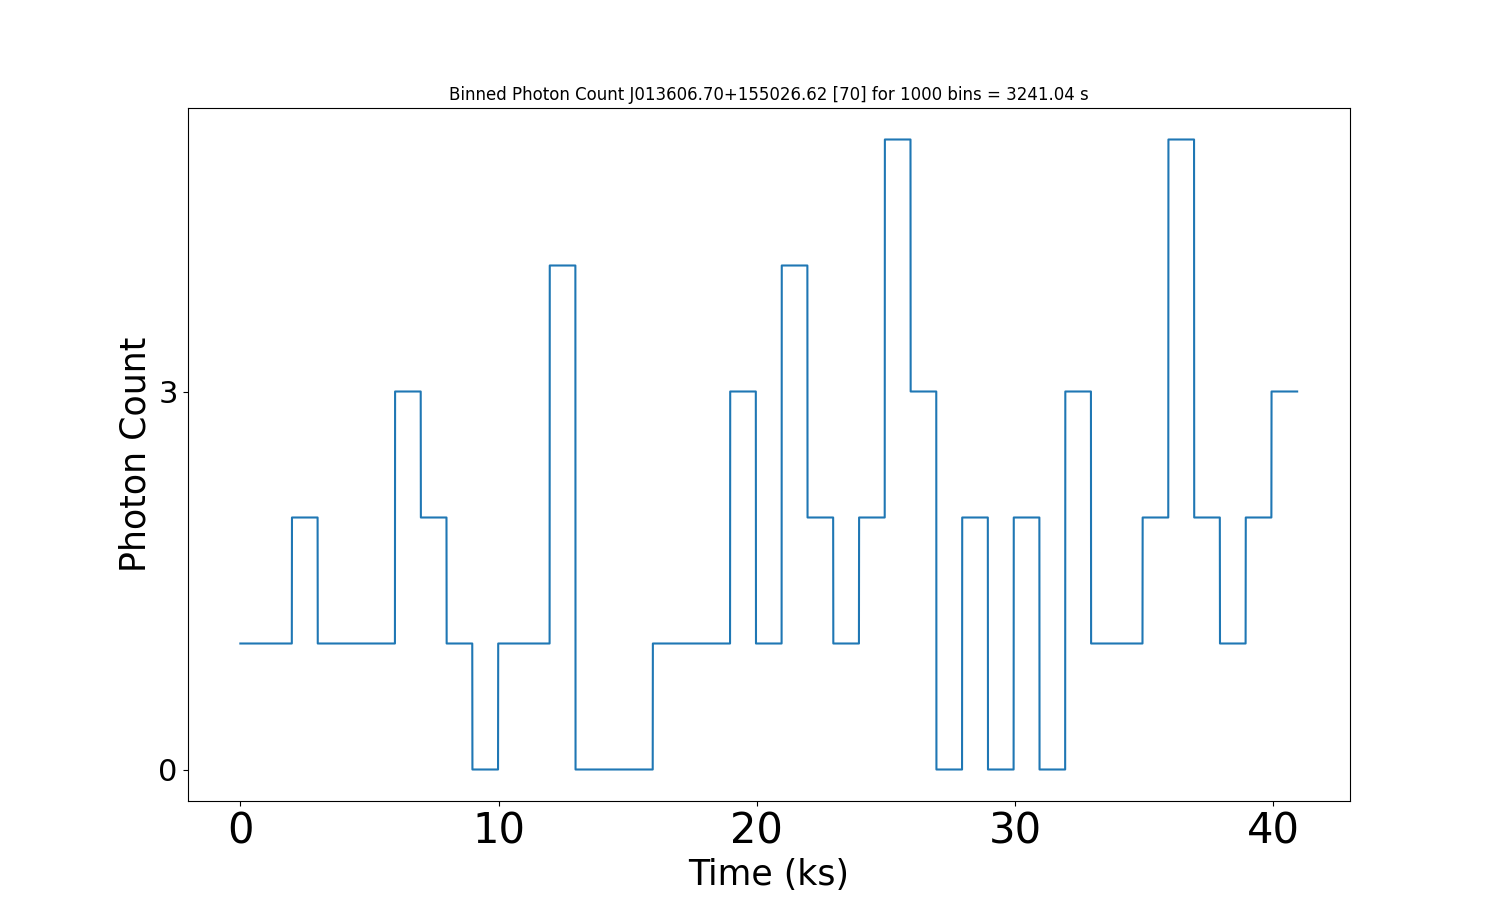 Binned Photon Count J013606.70+155026.62 [70] for 1000 bins = 3241.04 s
Photon Count
3
0
0 10 20 30 40
Time (ks)